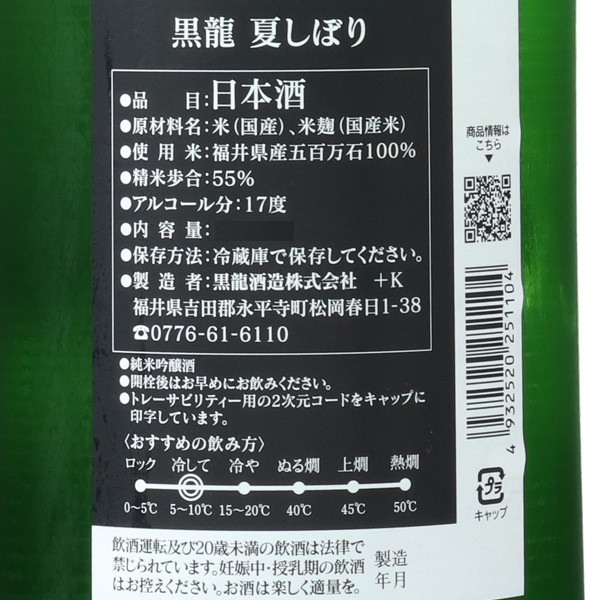 黒龍 夏しぼり
●品　目：日本酒
●原材料名：米（国産）、米麹（国産米）
●使 用 米：福井県産五百万石100%
●精米歩合：55%
●アルコール分：17度
●内 容 量：
●保存方法：冷蔵庫で保存してください。
●製 造 者：黒龍酒造株式会社　+K
福井県吉田郡永平寺町松岡春日1-38
☎0776-61-6110
●純米吟醸酒
●開栓後はお早めにお飲みください。
●トレーサビリティー用の2次元コードをキャップに
印字しています。
〈おすすめの飲み方〉
ロック 冷して 冷や ぬる燗 上燗 熱燗
0～5℃ 5～10℃ 15～20℃ 40℃ 45℃ 50℃
飲酒運転及び20歳未満の飲酒は法律で
禁じられています。妊娠中・授乳期の飲酒
はお控えください。お酒は楽しく適量を。
製造
年月
商品情報は
こちら
▼
4 932520 251104
プラ
キャップ